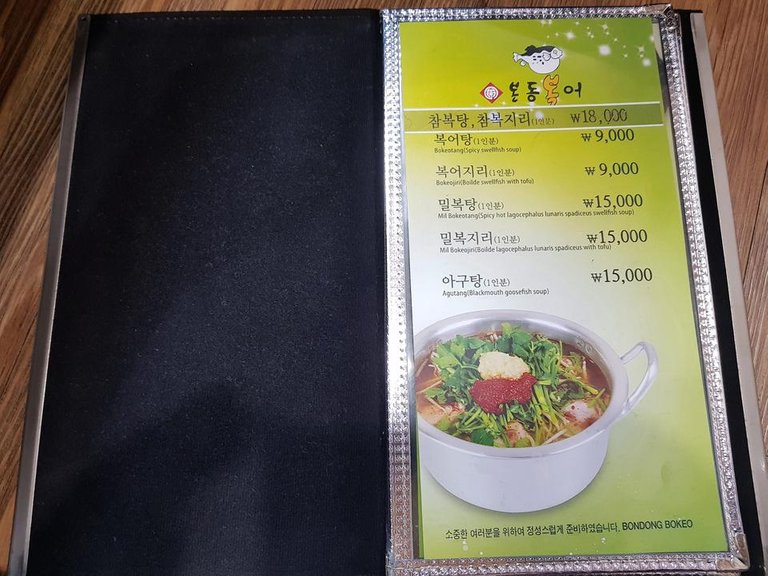 본동복어
참복탕, 참복지리(1인분) ₩18,000
복어탕(1인분) ₩9,000
Bokeotang(Spicy swellfish soup)
복어지리(1인분) ₩9,000
Bokeojiri(Boilde swellfish with tofu)
밀복탕(1인분) ₩15,000
Mil Bokeotang(Spicy hot lagocephalus lunaris spadiceus swellfish soup)
밀복지리(1인분) ₩15,000
Mil Bokeojiri(Boilde lagocephalus lunaris spadiceus with tofu)
아구탕(1인분) ₩15,000
Agutang(Blackmouth goosefish soup)
소중한 여러분을 위하여 정성스럽게 준비하였습니다. BONDONG BOKEO